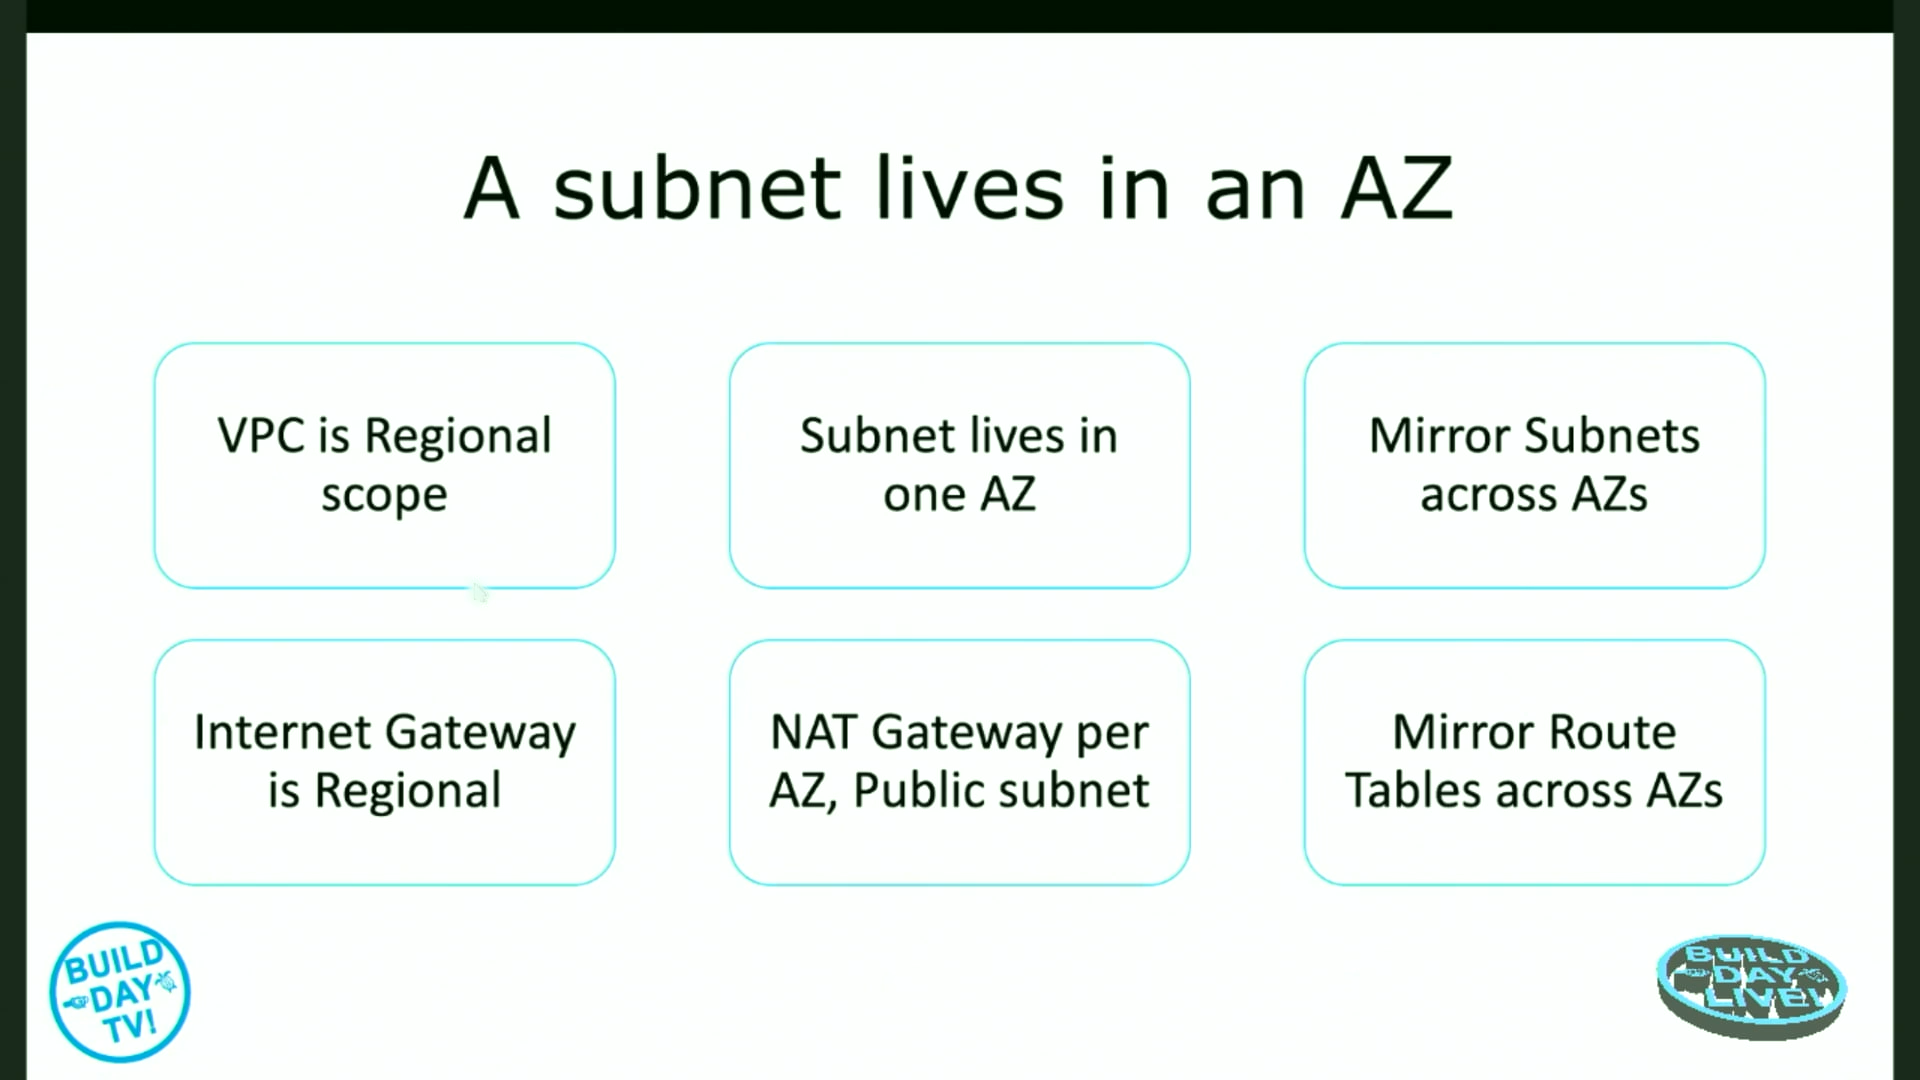 A subnet lives in an AZ
VPC is Regional
scope
Subnet lives in
one AZ
Mirror Subnets
across AZs
Internet Gateway
is Regional
NAT Gateway per
AZ, Public subnet
Mirror Route
Tables across AZs
BUILD
DAY
TV!
BUILD
DAY
LIVE!